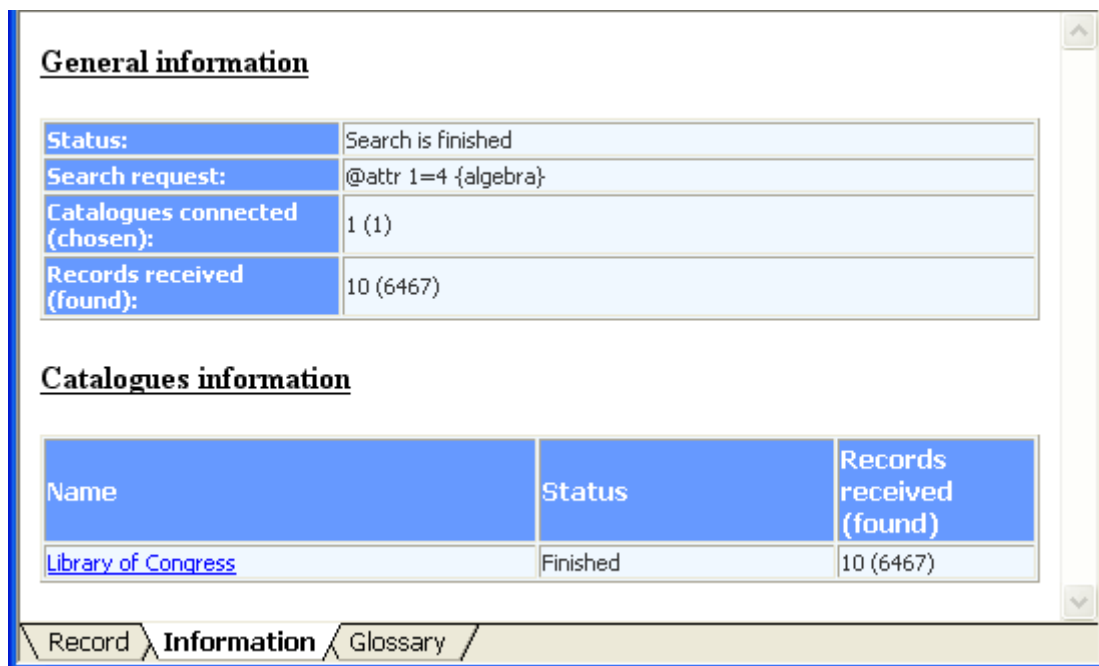 General information
Status: Search is finished
Search request: @attr 1=4 {algebra}
Catalogues connected
(chosen): 1 (1)
Records received
(found): 10 (6467)
Catalogues information
Name Status Records
received
(found)
Library of Congress Finished 10 (6467)
Record Information Glossary